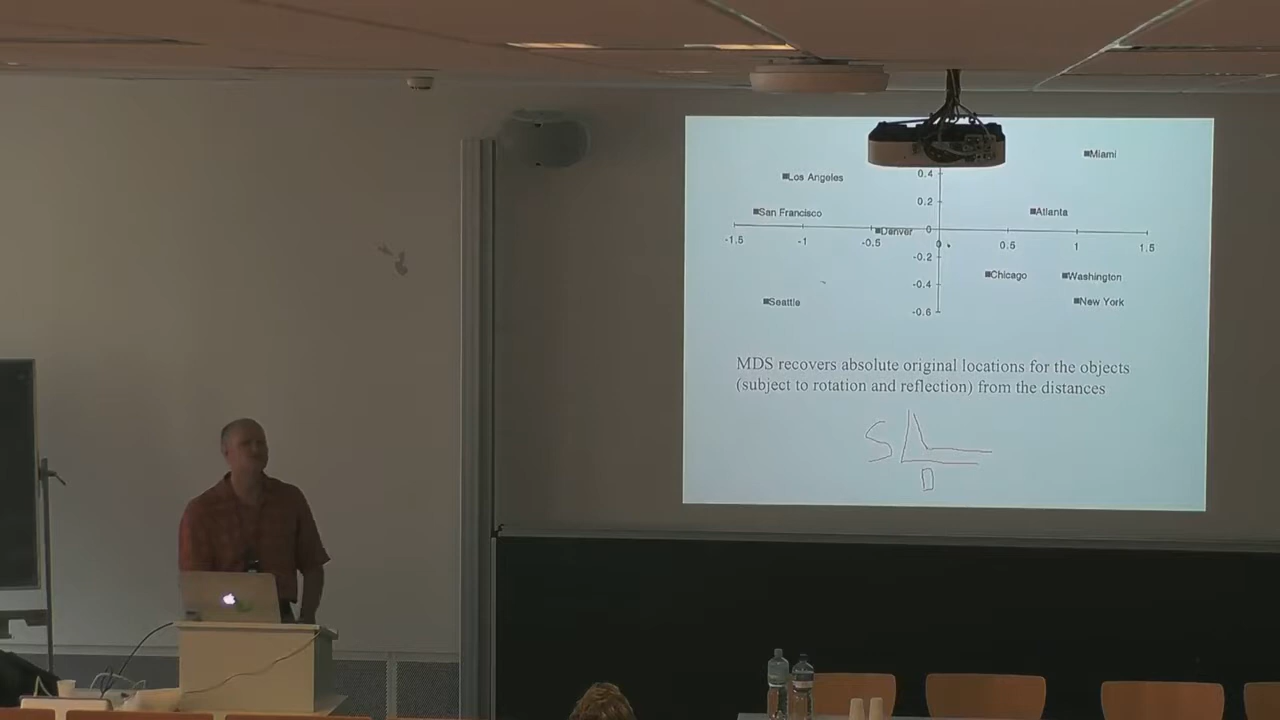 Miami
0.4
Los Angeles
0.2
San Francisco
Atlanta
Denver 0
-1.5 -1 -0.5 0 0.5 1 1.5
-0.2
Chicago
Washington
-0.4
Seattle
New York
-0.6
MDS recovers absolute original locations for the objects
(subject to rotation and reflection) from the distances
S
D